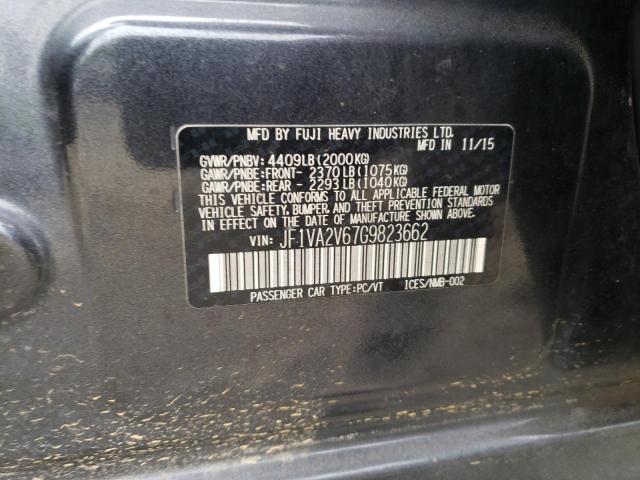 MFD BY FUJI HEAVY INDUSTRIES LTD.
MFD IN 11/15
GVWR/PNBV: 4409LB(2000KG)
GAWR/PNBE:FRONT- 2370LB(1075KG)
GAWR/PNBE:REAR - 2293LB(1040KG)
THIS VEHICLE CONFORMS TO ALL APPLICABLE FEDERAL MOTOR
VEHICLE SAFETY, BUMPER, AND THEFT PREVENTION STANDARDS
IN EFFECT ON THE DATE OF MANUFACTURE SHOWN ABOVE.
VIN: JF1VA2V67G9823662
PASSENGER CAR TYPE:PC/VT ICES/NMB-002